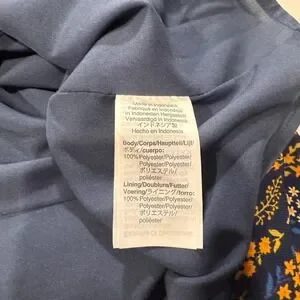 Made in Indonesia
Fabriqué en Indonésie
In Indonesien Hergestellt
Vervaardigd in Indonesië
インドネシア製
Hecho en Indonesia
Body/Corps/Hauptteil/Lijf/
ボディ/cuerpo:
100% Polyester/Polyester/
Polyester/Polyester/
ポリエステル/
poliéster
Lining/Doublure/Futter/
Voering/ライニング/forro:
100% Polyester/Polyester/
Polyester/Polyester/
ポリエステル/
poliéster